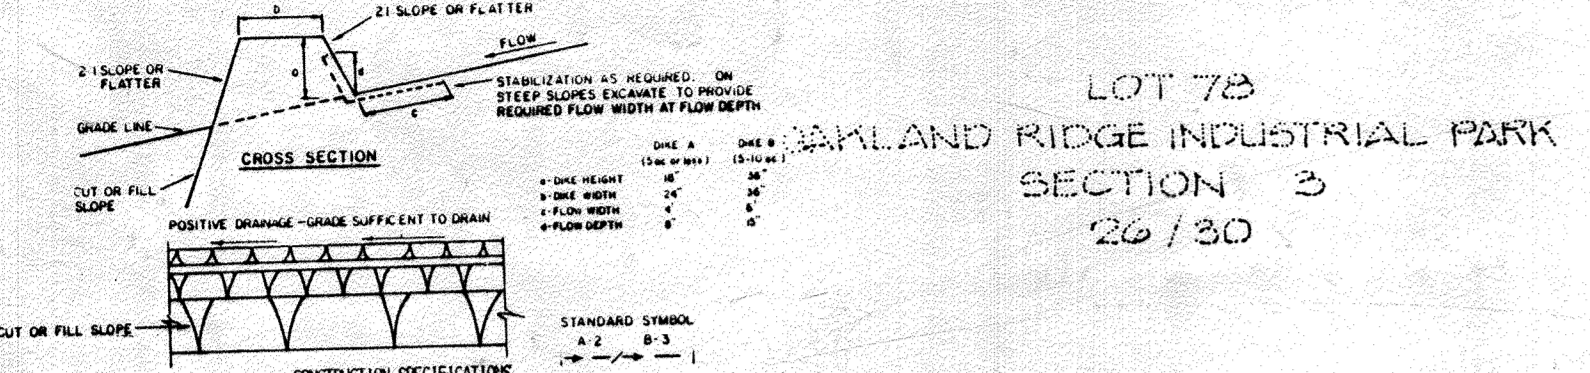 D
2:1 SLOPE OR FLATTER
FLOW
2:1 SLOPE OR
FLATTER
STABILIZATION AS REQUIRED. ON
STEEP SLOPES EXCAVATE TO PROVIDE
REQUIRED FLOW WIDTH AT FLOW DEPTH
GRADE LINE
CROSS SECTION
CUT OR FILL
SLOPE
DIKE A DIKE B
(5ac or less) (5-10 ac)
a-DIKE HEIGHT 18" 36"
b-DIKE WIDTH 24" 36"
c-FLOW WIDTH 4' 6'
d-FLOW DEPTH 8" 15"
POSITIVE DRAINAGE-GRADE SUFFICENT TO DRAIN
CUT OR FILL SLOPE
STANDARD SYMBOL
A-2 B-3
CONSTRUCTION SPECIFICATIONS
LOT 78
OAKLAND RIDGE INDUSTRIAL PARK
SECTION 3
26/30